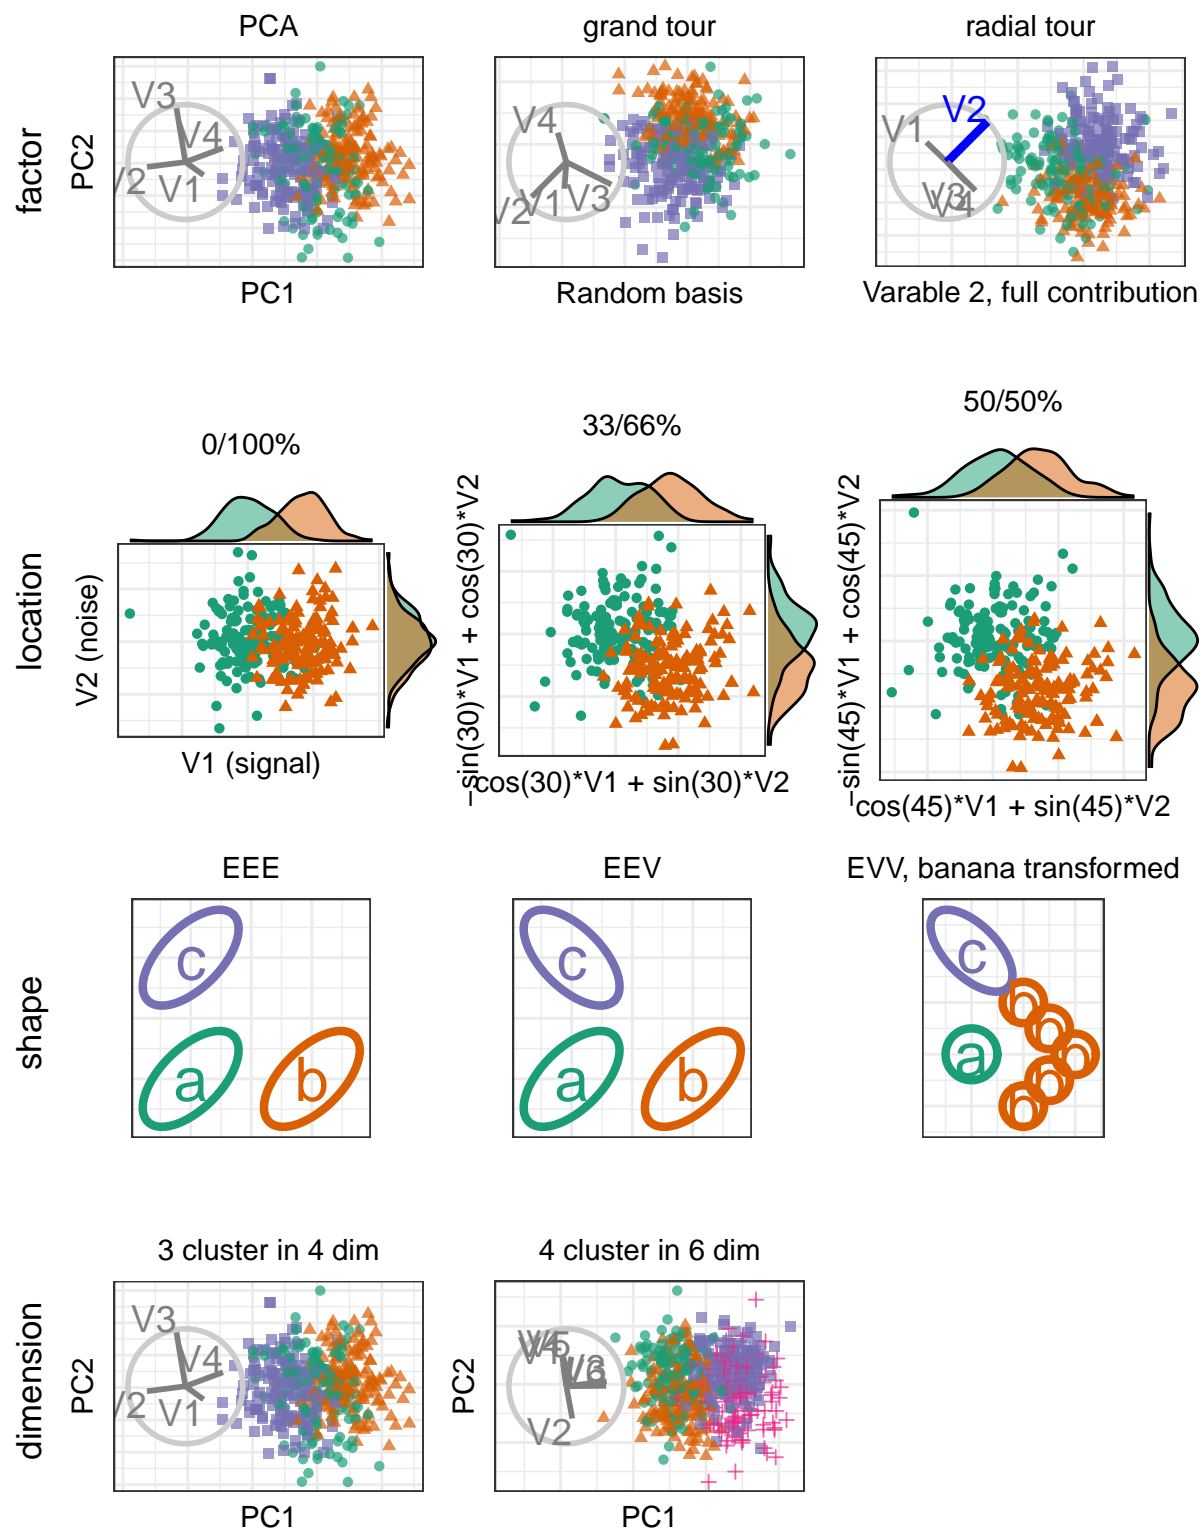 PCA
grand tour
radial tour
factor
PC2
V3
V4
V2
V1
PC1
V4
V2
V1
V3
Random basis
V2
V1
V3
V4
Varable 2, full contribution
location
0/100%
V2 (noise)
V1 (signal)
33/66%
−sin(30)*V1 + cos(30)*V2
cos(30)*V1 + sin(30)*V2
50/50%
−sin(45)*V1 + cos(45)*V2
cos(45)*V1 + sin(45)*V2
shape
EEE
c
a
b
EEV
c
a
b
EVV, banana transformed
c
a
b
b
b
b
b
dimension
3 cluster in 4 dim
PC2
V3
V4
V2
V1
PC1
4 cluster in 6 dim
PC2
V5
V2
PC1